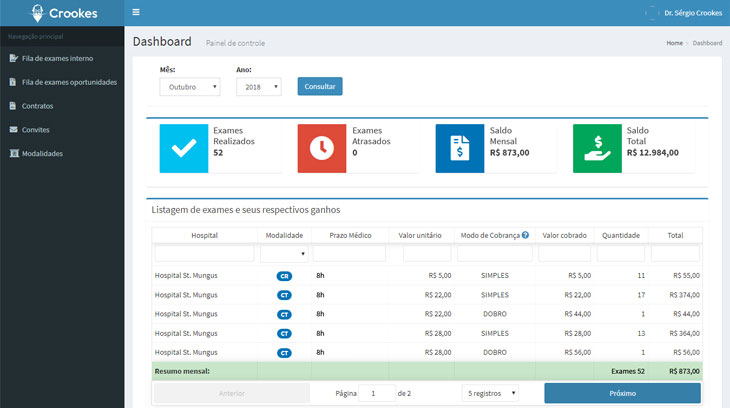 Crookes
Dr. Sérgio Crookes
Navegação principal
Fila de exames interno
Fila de exames oportunidades
Contratos
Convites
Modalidades
Dashboard Painel de controle
Home Dashboard
Mês: Ano:
Outubro 2018 Consultar
Exames Realizados
52
Exames Atrasados
0
Saldo Mensal
R$ 873,00
Saldo Total
R$ 12.984,00
Listagem de exames e seus respectivos ganhos
Hospital Modalidade Prazo Médico Valor unitário Modo de Cobrança ? Valor cobrado Quantidade Total
Hospital St. Mungus CR 8h R$ 5,00 SIMPLES R$ 5,00 11 R$ 55,00
Hospital St. Mungus CT 8h R$ 22,00 SIMPLES R$ 22,00 17 R$ 374,00
Hospital St. Mungus CT 8h R$ 22,00 DOBRO R$ 44,00 1 R$ 44,00
Hospital St. Mungus CT 8h R$ 28,00 SIMPLES R$ 28,00 13 R$ 364,00
Hospital St. Mungus CT 8h R$ 28,00 DOBRO R$ 56,00 1 R$ 56,00
Resumo mensal: Exames 52 R$ 873,00
Anterior Página 1 de 2 5 registros Próximo